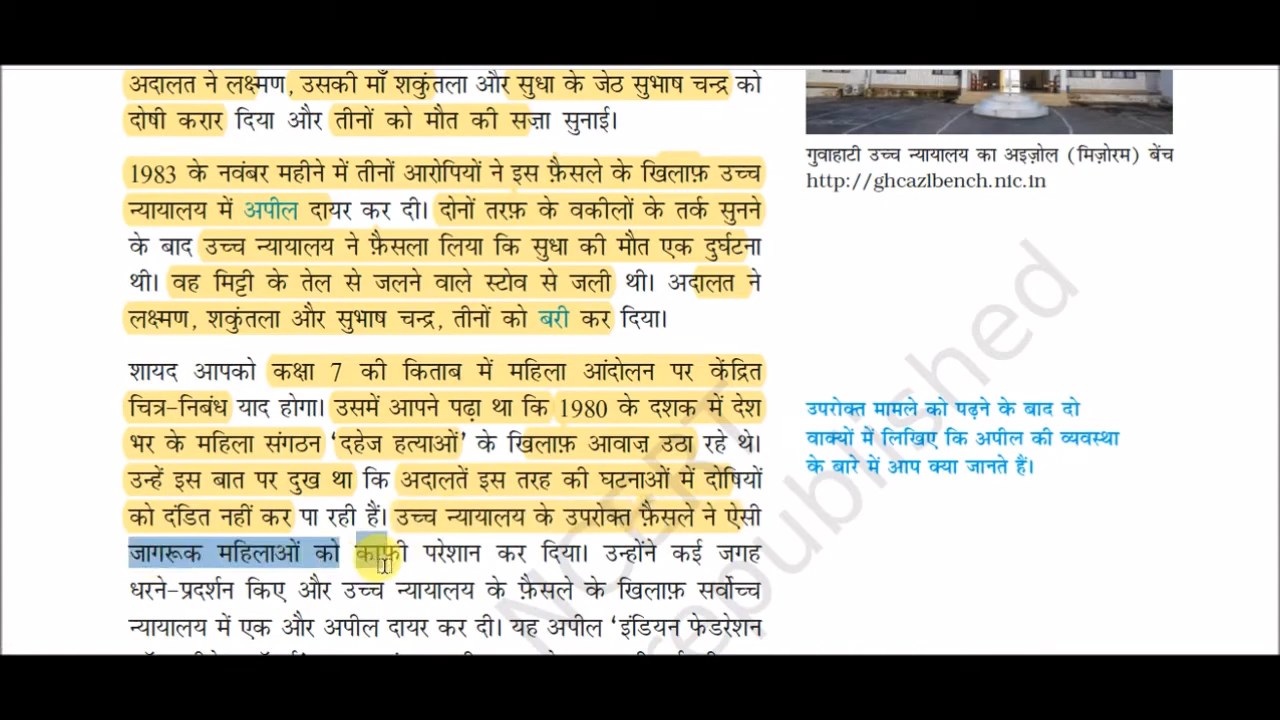 अदालत ने लक्ष्मण, उसकी माँ शकुंतला और सुधा के जेठ सुभाष चन्द्र को
दोषी करार दिया और तीनों को मौत की सज़ा सुनाई।
1983 के नवंबर महीने में तीनों आरोपियों ने इस फ़ैसले के खिलाफ़ उच्च
न्यायालय में अपील दायर कर दी। दोनों तरफ़ के वकीलों के तर्क सुनने
के बाद उच्च न्यायालय ने फ़ैसला लिया कि सुधा की मौत एक दुर्घटना
थी। वह मिट्टी के तेल से जलने वाले स्टोव से जली थी। अदालत ने
लक्ष्मण, शकुंतला और सुभाष चन्द्र, तीनों को बरी कर दिया।
शायद आपको कक्षा 7 की किताब में महिला आंदोलन पर केंद्रित
चित्र-निबंध याद होगा। उसमें आपने पढ़ा था कि 1980 के दशक में देश
भर के महिला संगठन ‘दहेज हत्याओं’ के खिलाफ़ आवाज़ उठा रहे थे।
उन्हें इस बात पर दुख था कि अदालतें इस तरह की घटनाओं में दोषियों
को दंडित नहीं कर पा रही हैं। उच्च न्यायालय के उपरोक्त फ़ैसले ने ऐसी
जागरूक महिलाओं को काफ़ी परेशान कर दिया। उन्होंने कई जगह
धरने-प्रदर्शन किए और उच्च न्यायालय के फ़ैसले के खिलाफ़ सर्वोच्च
न्यायालय में एक और अपील दायर कर दी। यह अपील ‘इंडियन फेडरेशन
गुवाहाटी उच्च न्यायालय का अइज़ोल (मिज़ोरम) बेंच
http://ghcazlbench.nic.in
उपरोक्त मामले को पढ़ने के बाद दो
वाक्यों में लिखिए कि अपील की व्यवस्था
के बारे में आप क्या जानते हैं।
NCERT
republished